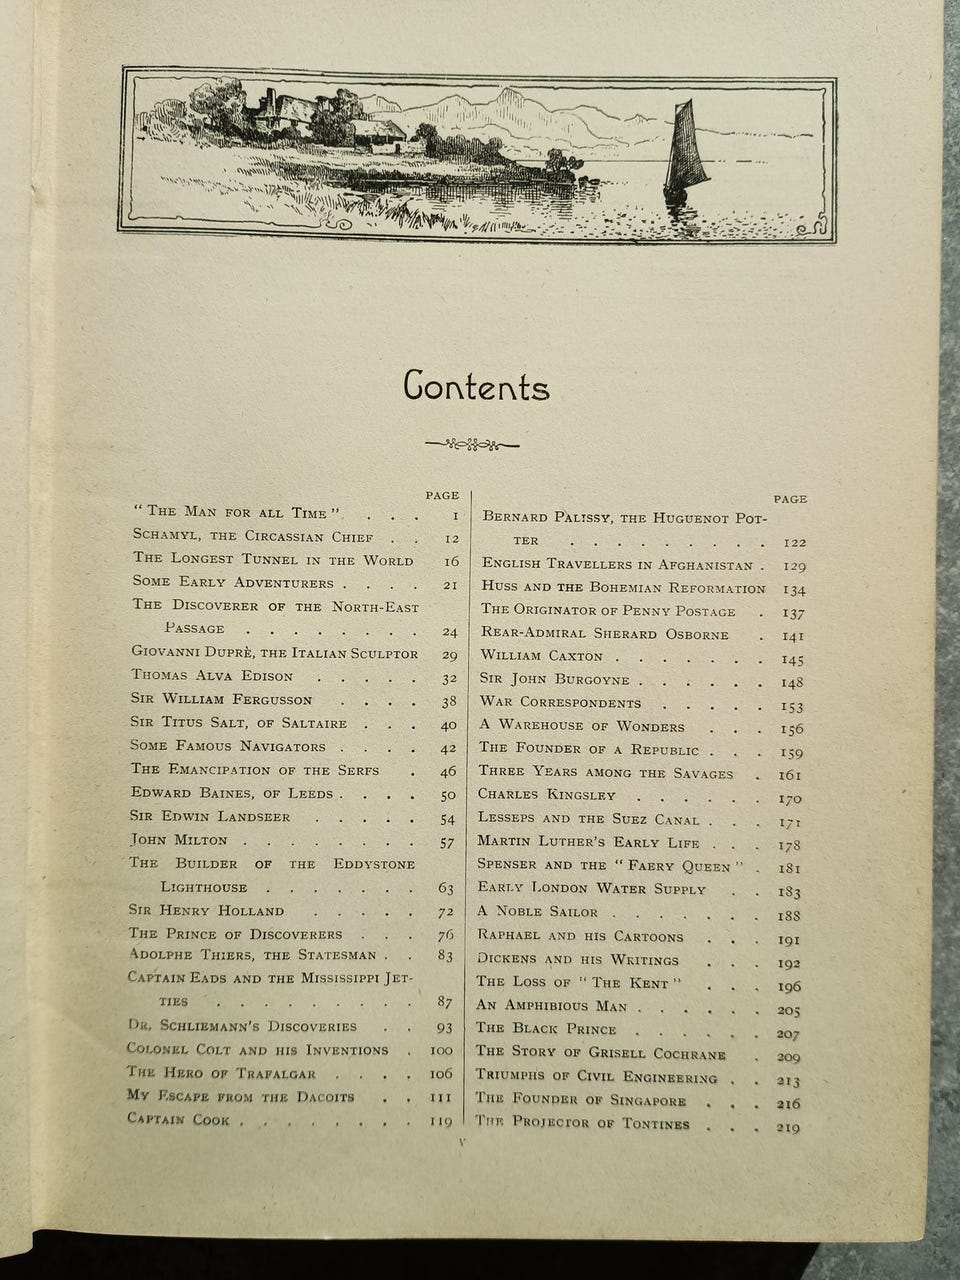 Contents
PAGE
"THE MAN FOR ALL TIME" . . . 1
SCHAMYL, THE CIRCASSIAN CHIEF . . 12
THE LONGEST TUNNEL IN THE WORLD 16
SOME EARLY ADVENTURERS . . . . 21
THE DISCOVERER OF THE NORTH-EAST
PASSAGE . . . . . . . . 24
GIOVANNI DUPRÈ, THE ITALIAN SCULPTOR 29
THOMAS ALVA EDISON . . . . . 32
SIR WILLIAM FERGUSSON . . . . 38
SIR TITUS SALT, OF SALTAIRE . . . 40
SOME FAMOUS NAVIGATORS . . . . 42
THE EMANCIPATION OF THE SERFS . 46
EDWARD BAINES, OF LEEDS . . . . 50
SIR EDWIN LANDSEER . . . . . 54
JOHN MILTON . . . . . . . . 57
THE BUILDER OF THE EDDYSTONE
LIGHTHOUSE . . . . . . . 63
SIR HENRY HOLLAND . . . . . 72
THE PRINCE OF DISCOVERERS . . . 76
ADOLPHE THIERS, THE STATESMAN . . 83
CAPTAIN EADS AND THE MISSISSIPPI JET-
TIES . . . . . . . . . 87
DR. SCHLIEMANN'S DISCOVERIES . . 93
COLONEL COLT AND HIS INVENTIONS . 100
THE HERO OF TRAFALGAR . . . . 106
MY ESCAPE FROM THE DACOITS . . 111
CAPTAIN COOK . . . . . . . . 119
PAGE
BERNARD PALISSY, THE HUGUENOT POT-
TER . . . . . . . . . 122
ENGLISH TRAVELLERS IN AFGHANISTAN . 129
HUSS AND THE BOHEMIAN REFORMATION 134
THE ORIGINATOR OF PENNY POSTAGE . 137
REAR-ADMIRAL SHERARD OSBORNE . 141
WILLIAM CAXTON . . . . . . . 145
SIR JOHN BURGOYNE . . . . . . 148
WAR CORRESPONDENTS . . . . . 153
A WAREHOUSE OF WONDERS . . . 156
THE FOUNDER OF A REPUBLIC . . . 159
THREE YEARS AMONG THE SAVAGES . 161
CHARLES KINGSLEY . . . . . . 170
LESSEPS AND THE SUEZ CANAL . . . 171
MARTIN LUTHER'S EARLY LIFE . . . 178
SPENSER AND THE "FAERY QUEEN" . 181
EARLY LONDON WATER SUPPLY . . 183
A NOBLE SAILOR . . . . . . . 188
RAPHAEL AND HIS CARTOONS . . . 191
DICKENS AND HIS WRITINGS . . . 192
THE LOSS OF "THE KENT" . . . 196
AN AMPHIBIOUS MAN . . . . . . 205
THE BLACK PRINCE . . . . . . 207
THE STORY OF GRISELL COCHRANE . 209
TRIUMPHS OF CIVIL ENGINEERING . . 213
THE FOUNDER OF SINGAPORE . . . 216
THE PROJECTOR OF TONTINES . . . 219
V